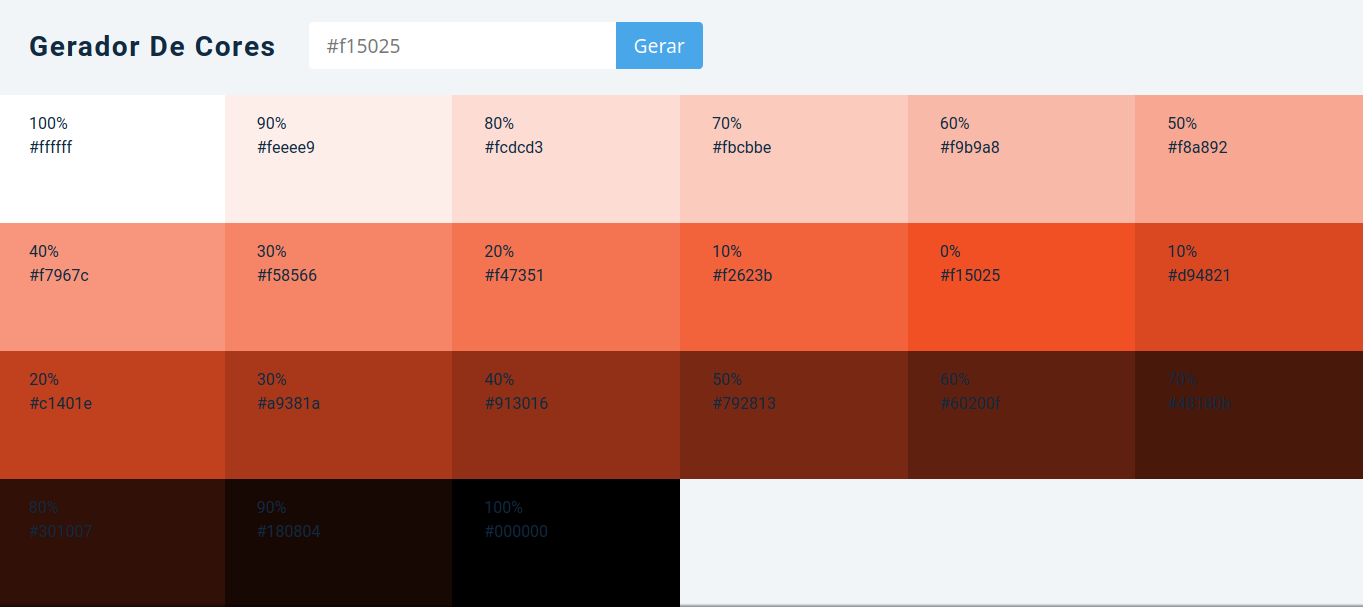 Gerador De Cores
#f15025
Gerar
100%
#ffffff
90%
#feeee9
80%
#fcdcd3
70%
#fbcbbe
60%
#f9b9a8
50%
#f8a892
40%
#f7967c
30%
#f58566
20%
#f47351
10%
#f2623b
0%
#f15025
10%
#d94821
20%
#c1401e
30%
#a9381a
40%
#913016
50%
#792813
60%
#60200f
70%
#48180b
80%
#301007
90%
#180804
100%
#000000